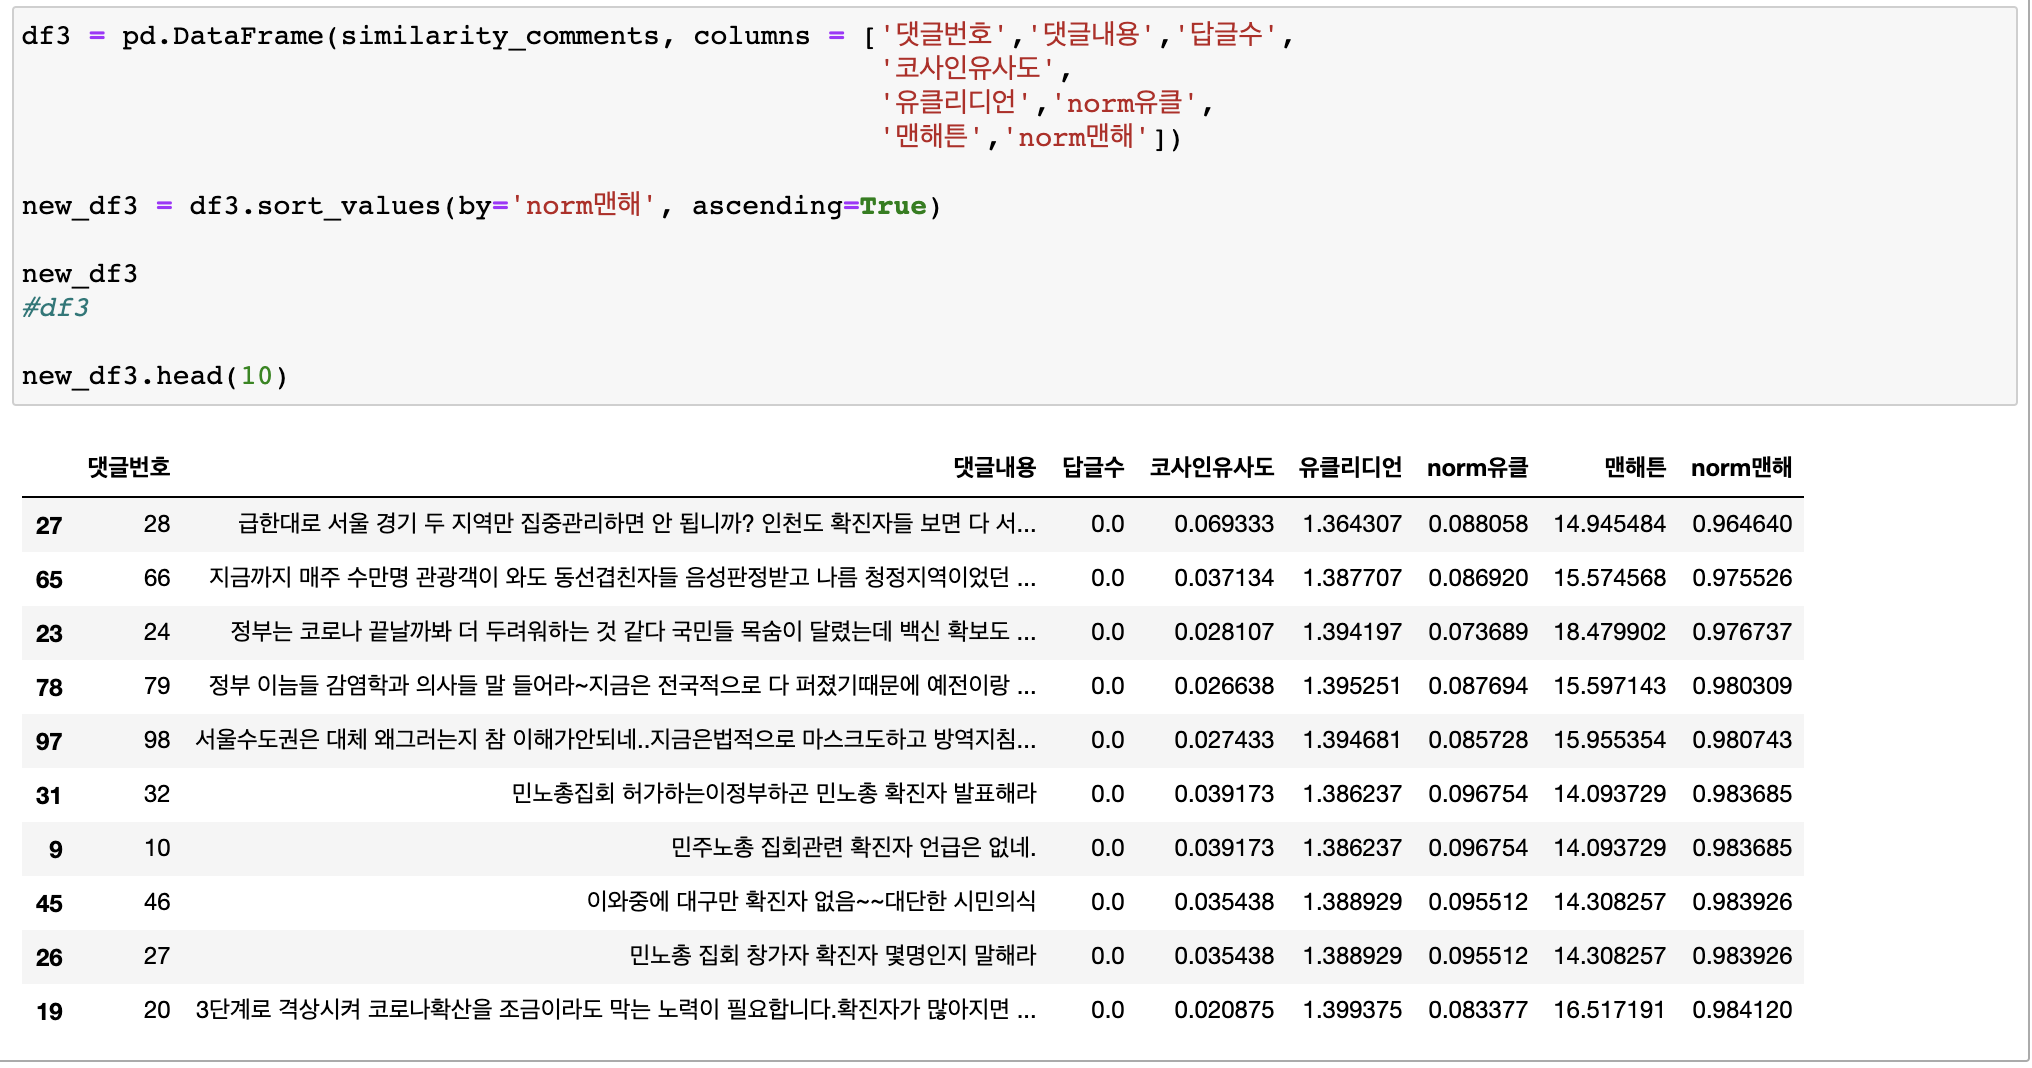 df3 = pd.DataFrame(similarity_comments, columns = ['댓글번호','댓글내용','답글수',
'코사인유사도',
'유클리디언','norm유클',
'맨해튼','norm맨해'])
new_df3 = df3.sort_values(by='norm맨해', ascending=True)
new_df3
#df3
new_df3.head(10)
댓글번호 댓글내용 답글수 코사인유사도 유클리디언 norm유클 맨해튼 norm맨해
27 28 급한대로 서울 경기 두 지역만 집중관리하면 안 됩니까? 인천도 확진자들 보면 다 서... 0.0 0.069333 1.364307 0.088058 14.945484 0.964640
65 66 지금까지 매주 수만명 관광객이 와도 동선겹친자들 음성판정받고 나름 청정지역이었던 ... 0.0 0.037134 1.387707 0.086920 15.574568 0.975526
23 24 정부는 코로나 끝날까봐 더 두려워하는 것 같다 국민들 목숨이 달렸는데 백신 확보도 ... 0.0 0.028107 1.394197 0.073689 18.479902 0.976737
78 79 정부 이늠들 감염학과 의사들 말 들어라~지금은 전국적으로 다 퍼졌기때문에 예전이랑 ... 0.0 0.026638 1.395251 0.087694 15.597143 0.980309
97 98 서울수도권은 대체 왜그러는지 참 이해가안되네..지금은법적으로 마스크도하고 방역지침... 0.0 0.027433 1.394681 0.085728 15.955354 0.980743
31 32 민노총집회 허가하는이정부하곤 민노총 확진자 발표해라 0.0 0.039173 1.386237 0.096754 14.093729 0.983685
9 10 민주노총 집회관련 확진자 언급은 없네. 0.0 0.039173 1.386237 0.096754 14.093729 0.983685
45 46 이와중에 대구만 확진자 없음~~대단한 시민의식 0.0 0.035438 1.388929 0.095512 14.308257 0.983926
26 27 민노총 집회 창가자 확진자 몇명인지 말해라 0.0 0.035438 1.388929 0.095512 14.308257 0.983926
19 20 3단계로 격상시켜 코로나확산을 조금이라도 막는 노력이 필요합니다.확진자가 많아지면 ... 0.0 0.020875 1.399375 0.083377 16.517191 0.984120